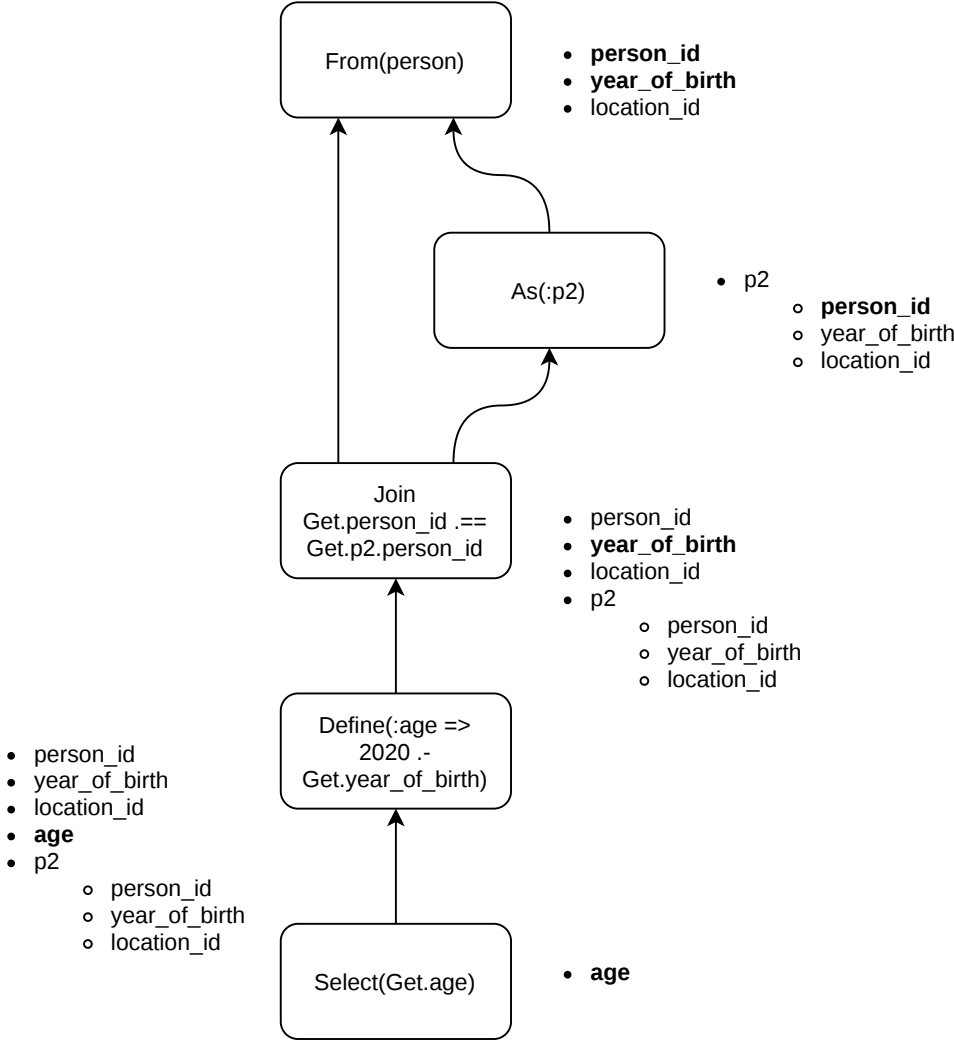 From(person)
person_id
year_of_birth
location_id
As(:p2)
p2
person_id
year_of_birth
location_id
Join
Get.person_id .==
Get.p2.person_id
person_id
year_of_birth
location_id
p2
person_id
year_of_birth
location_id
Define(:age =>
2020 .-
Get.year_of_birth)
person_id
year_of_birth
location_id
age
p2
person_id
year_of_birth
location_id
Select(Get.age)
age